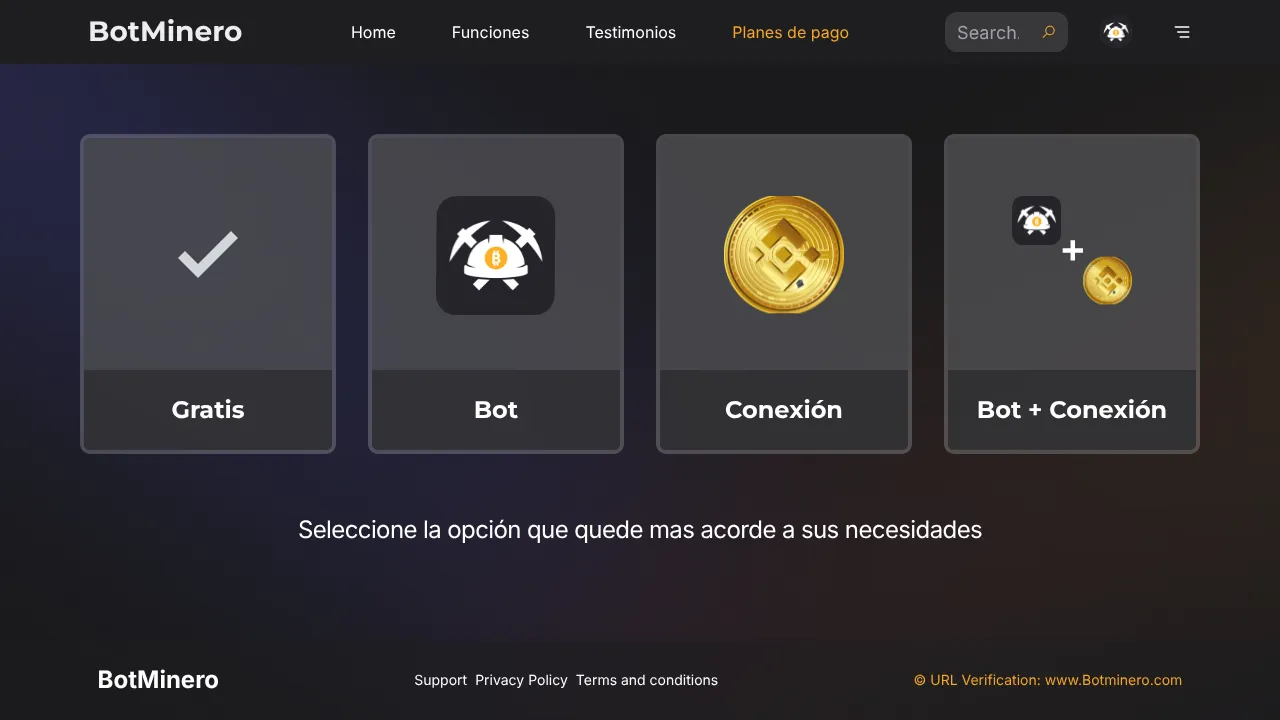 BotMinero
Home
Funciones
Testimonios
Planes de pago
Search.
Gratis
Bot
Conexión
Bot + Conexión
Seleccione la opción que quede mas acorde a sus necesidades
BotMinero
Support Privacy Policy Terms and conditions
© URL Verification: www.Botminero.com